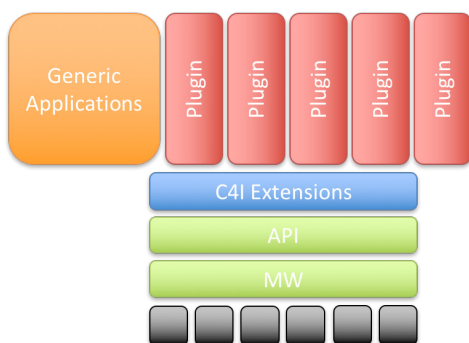 Generic
Applications
Plugin
Plugin
Plugin
Plugin
Plugin
C4I Extensions
API
MW